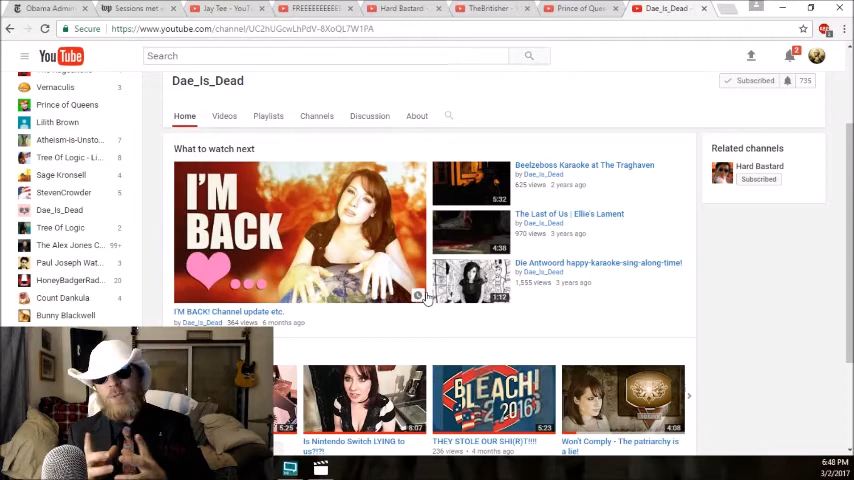 Obama Admini
Sessions met
Jay Tee - YouT
FREEEEEEEEE
Hard Bastard -
TheBritisher -
Prince of Quee
Dae_Is_Dead -
Secure
https://www.youtube.com/channel/UC2hUGcwLhPdV-8XoQL7W1PA
YouTube
Search
2
Vernaculis 3
Prince of Queens
Lilith Brown
Atheism-is-Unsto... 7
Tree Of Logic - Li... 8
Sage Kronsell 7
StevenCrowder 5
Dae_Is_Dead
Tree Of Logic 2
The Alex Jones C... 99+
Paul Joseph Wat... 3
HoneyBadgerRad... 20
Count Dankula 4
Bunny Blackwell
Dae_Is_Dead
Subscribed 735
Home Videos Playlists Channels Discussion About
What to watch next
I'M
BACK
I'M BACK! Channel update etc.
by Dae_Is_Dead 364 views 6 months ago
5:32
Beelzeboss Karaoke at The Traghaven
by Dae_Is_Dead
625 views 2 years ago
4:38
The Last of Us | Ellie's Lament
by Dae_Is_Dead
970 views 3 years ago
1:12
Die Antwoord happy-karaoke-sing-along-time!
by Dae_Is_Dead
1,555 views 3 years ago
Related channels
Hard Bastard
Subscribed
5:25
8:07
Is Nintendo Switch LYING to
us?!?!
BLEACH!
2016
5:23
THEY STOLE OUR SHI(R)T!!!!
236 views • 4 months ago
4:08
Won't Comply - The patriarchy is
a lie!
6:48 PM
3/2/2017